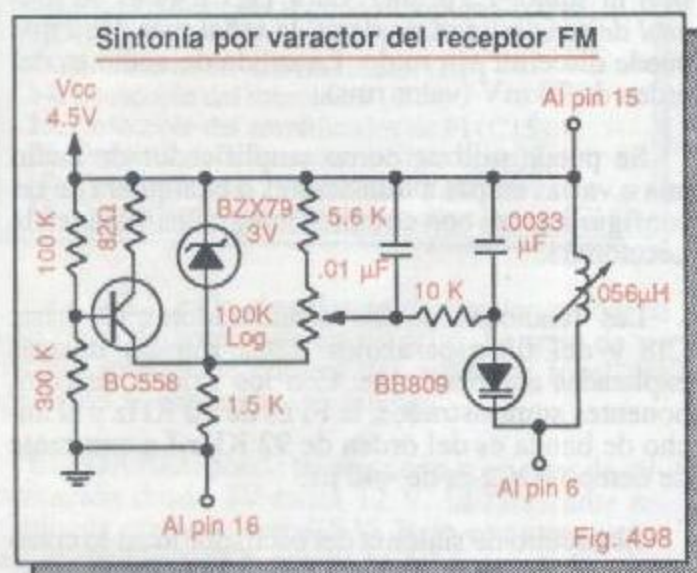 Sintonía por varactor del receptor FM
Vcc
4.5V
Al pin 15
100 K
82Ω
BZX79
3V
5.6 K
.01 µF
.0033
µF
100K
Log
10 K
.056µH
300 K
BC558
BB809
1.5 K
Al pin 16
Al pin 6
Fig. 498